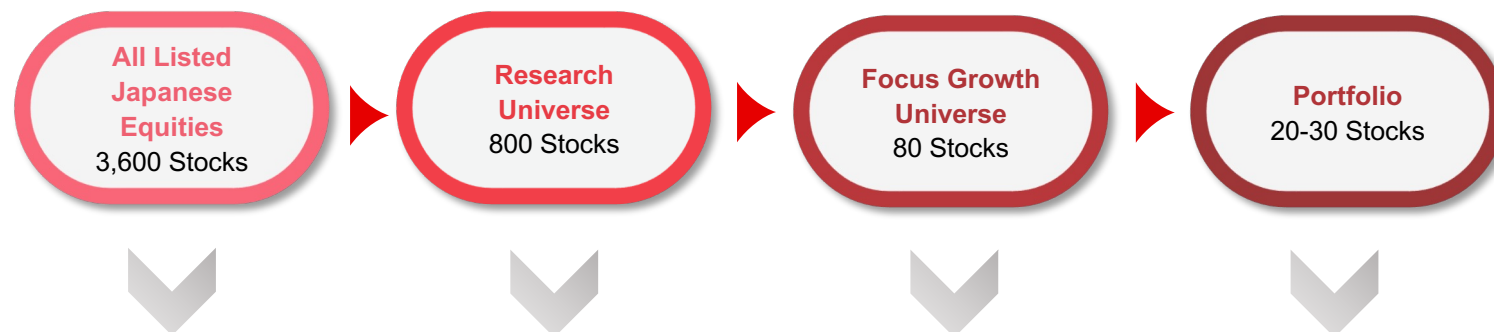 All Listed
Japanese
Equities
3,600 Stocks
Research
Universe
800 Stocks
Focus Growth
Universe
80 Stocks
Portfolio
20-30 Stocks